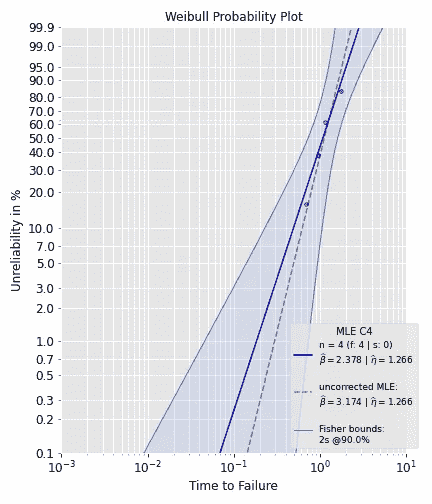 Weibull Probability Plot
Unreliability in %
99.9
99.0
95.0
90.0
80.0
70.0
60.0
50.0
40.0
30.0
20.0
10.0
7.0
5.0
3.0
2.0
1.0
0.7
0.5
0.3
0.2
0.1
MLE C4
n = 4 (f: 4 | s: 0)
β̂ = 2.378 | η̂ = 1.266
uncorrected MLE:
β̂ = 3.174 | η̂ = 1.266
Fisher bounds:
2s @90.0%
10⁻³ 10⁻² 10⁻¹ 10⁰ 10¹
Time to Failure